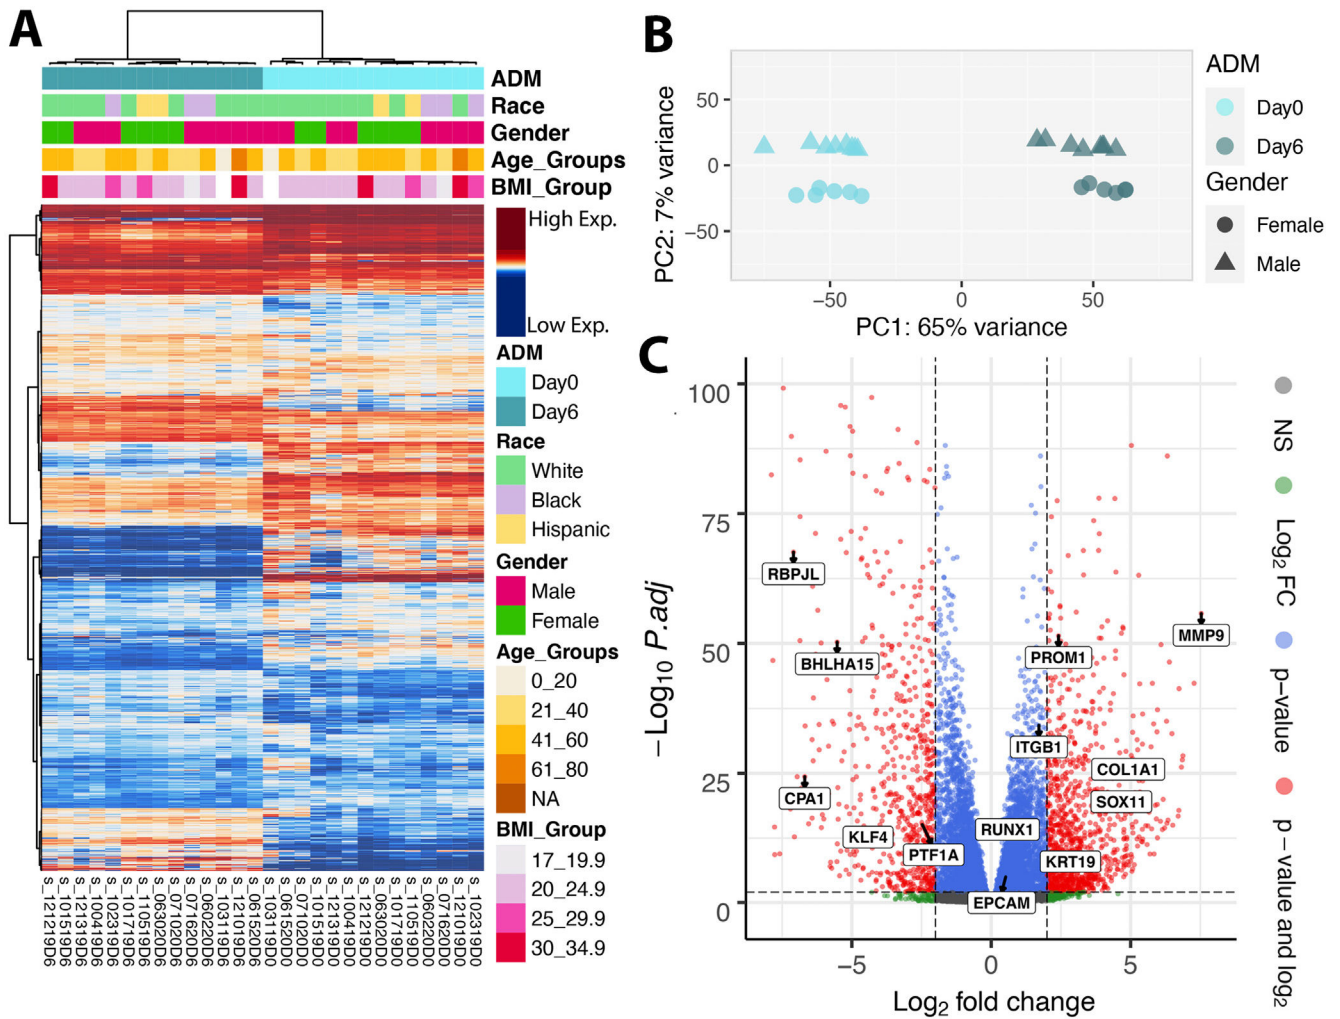 A
ADM
Race
Gender
Age_Groups
BMI_Group
High Exp.
Low Exp.
ADM
Day0
Day6
Race
White
Black
Hispanic
Gender
Male
Female
Age_Groups
0_20
21_40
41_60
61_80
NA
BMI_Group
17_19.9
20_24.9
25_29.9
30_34.9
S_121219D6
S_101519D6
S_121319D6
S_100419D6
S_102319D6
S_101719D6
S_110519D6
S_063020D6
S_071020D6
S_071620D6
S_060220D6
S_103119D6
S_121019D6
S_061520D6
S_103119D0
S_061520D0
S_071020D0
S_101519D0
S_121319D0
S_100419D0
S_121219D0
S_063020D0
S_101719D0
S_110519D0
S_060220D0
S_071620D0
S_121019D0
S_102319D0
B
PC2: 7% variance
50
0
−50
−50
0
50
PC1: 65% variance
ADM
Day0
Day6
Gender
Female
Male
C
−Log10 P.adj
100
75
50
25
0
RBPJL
BHLHA15
CPA1
KLF4
PTF1A
RUNX1
EPCAM
PROM1
ITGB1
MMP9
COL1A1
SOX11
KRT19
−5
0
5
Log2 fold change
NS
Log2 FC
p−value
p − value and log2